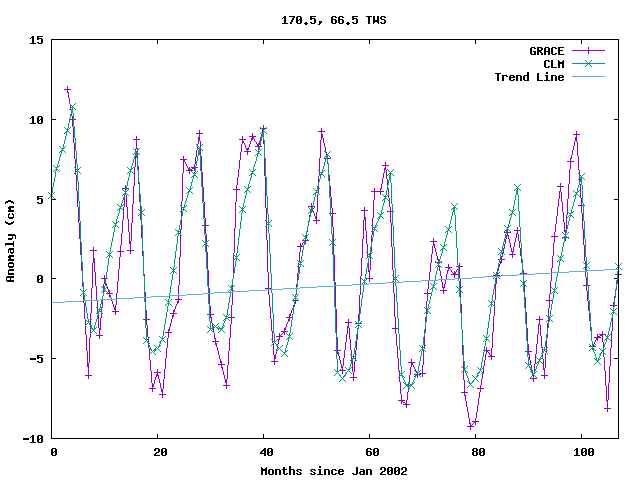 170.5, 66.5 TWS
GRACE
CLM
Trend Line
15
10
5
0
-5
-10
Anomaly (cm)
0 20 40 60 80 100
Months since Jan 2002